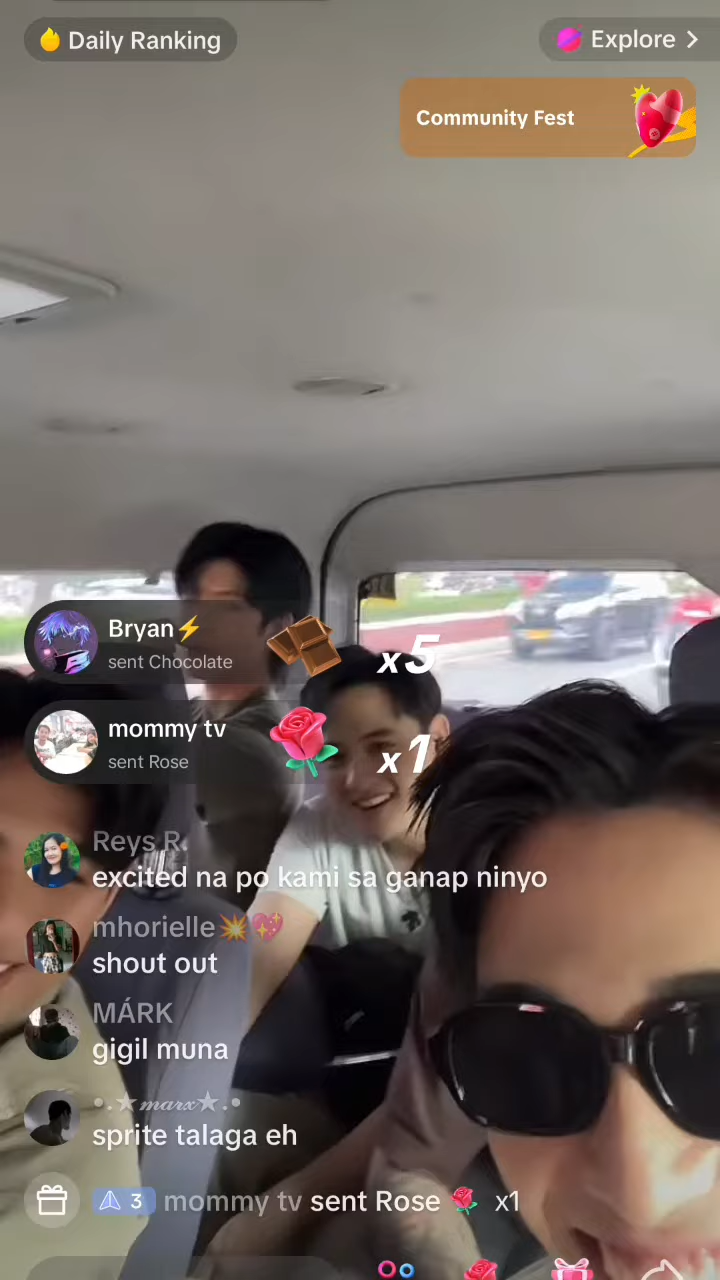 Daily Ranking
Explore
Community Fest
Bryan⚡
sent Chocolate
x5
mommy tv
sent Rose
x1
Reys R.
excited na po kami sa ganap ninyo
mhorielle💥💖
shout out
MÁRK
gigil muna
•.★𝓂𝒶𝓇𝓍★.•
sprite talaga eh
3 mommy tv sent Rose x1